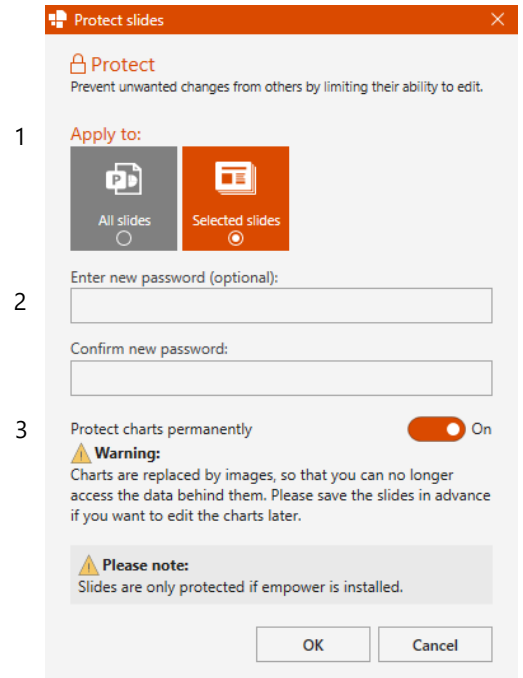 Protect slides
Protect
Prevent unwanted changes from others by limiting their ability to edit.
1
Apply to:
All slides
Selected slides
Enter new password (optional):
2
Confirm new password:
3
Protect charts permanently
On
Warning:
Charts are replaced by images, so that you can no longer
access the data behind them. Please save the slides in advance
if you want to edit the charts later.
Please note:
Slides are only protected if empower is installed.
OK
Cancel